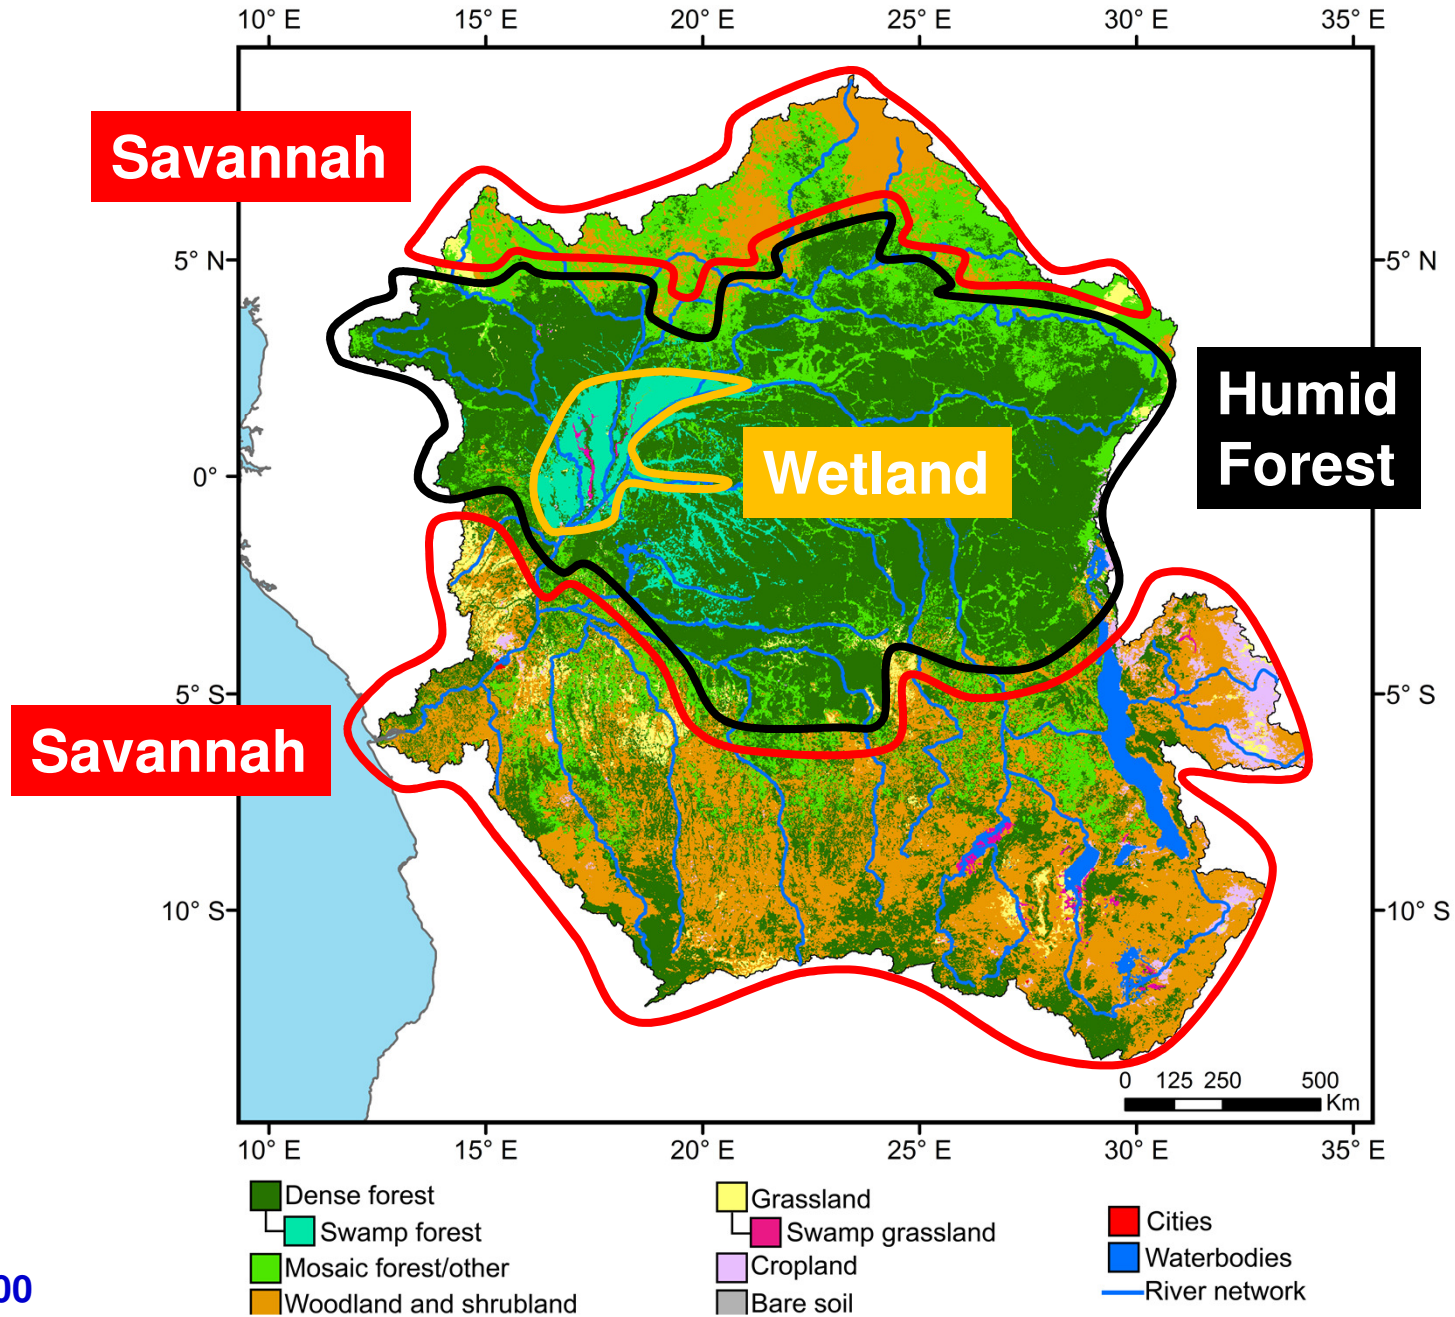 10° E 15° E 20° E 25° E 30° E 35° E
Savannah
5° N
5° N
Humid
Forest
Wetland
0°
5° S
5° S
Savannah
10° S
10° S
0 125 250 500
Km
10° E 15° E 20° E 25° E 30° E 35° E
Dense forest
Swamp forest
Mosaic forest/other
Woodland and shrubland
Grassland
Swamp grassland
Cropland
Bare soil
Cities
Waterbodies
River network
00